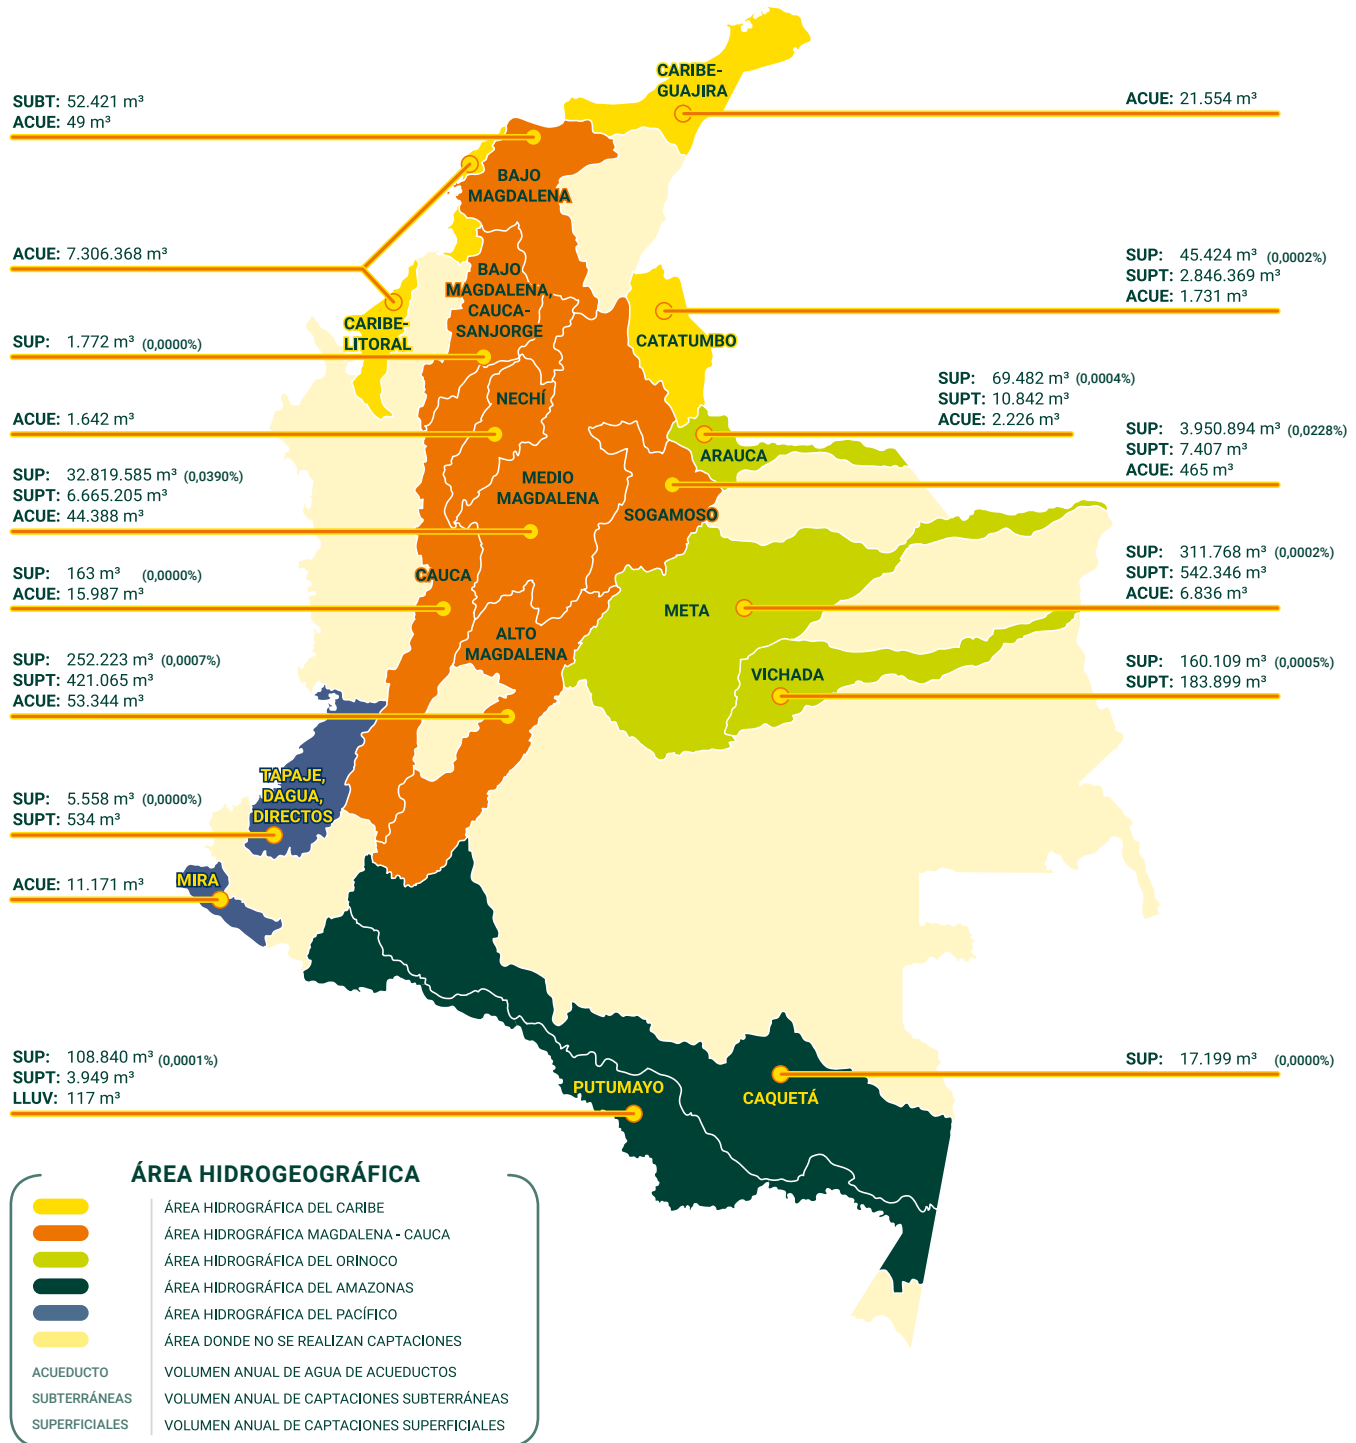 CARIBE-
GUAJIRA
SUBT: 52.421 m³
ACUE: 49 m³
ACUE: 21.554 m³
BAJO
MAGDALENA
ACUE: 7.306.368 m³
SUP: 45.424 m³ (0,0002%)
SUPT: 2.846.369 m³
ACUE: 1.731 m³
BAJO
MAGDALENA,
CAUCA-
SANJORGE
CARIBE-
LITORAL
CATATUMBO
SUP: 1.772 m³ (0,0000%)
SUP: 69.482 m³ (0,0004%)
SUPT: 10.842 m³
ACUE: 2.226 m³
NECHÍ
ACUE: 1.642 m³
SUP: 3.950.894 m³ (0,0228%)
SUPT: 7.407 m³
ACUE: 465 m³
ARAUCA
SUP: 32.819.585 m³ (0,0390%)
SUPT: 6.665.205 m³
ACUE: 44.388 m³
MEDIO
MAGDALENA
SOGAMOSO
SUP: 311.768 m³ (0,0002%)
SUPT: 542.346 m³
ACUE: 6.836 m³
SUP: 163 m³ (0,0000%)
ACUE: 15.987 m³
CAUCA
META
ALTO
MAGDALENA
SUP: 252.223 m³ (0,0007%)
SUPT: 421.065 m³
ACUE: 53.344 m³
VICHADA
SUP: 160.109 m³ (0,0005%)
SUPT: 183.899 m³
TAPAJE,
DAGUA,
DIRECTOS
SUP: 5.558 m³ (0,0000%)
SUPT: 534 m³
ACUE: 11.171 m³
MIRA
SUP: 108.840 m³ (0,0001%)
SUPT: 3.949 m³
LLUV: 117 m³
SUP: 17.199 m³ (0,0000%)
PUTUMAYO
CAQUETÁ
ÁREA HIDROGEOGRÁFICA
ÁREA HIDROGRÁFICA DEL CARIBE
ÁREA HIDROGRÁFICA MAGDALENA - CAUCA
ÁREA HIDROGRÁFICA DEL ORINOCO
ÁREA HIDROGRÁFICA DEL AMAZONAS
ÁREA HIDROGRÁFICA DEL PACÍFICO
ÁREA DONDE NO SE REALIZAN CAPTACIONES
ACUEDUCTO VOLUMEN ANUAL DE AGUA DE ACUEDUCTOS
SUBTERRÁNEAS VOLUMEN ANUAL DE CAPTACIONES SUBTERRÁNEAS
SUPERFICIALES VOLUMEN ANUAL DE CAPTACIONES SUPERFICIALES